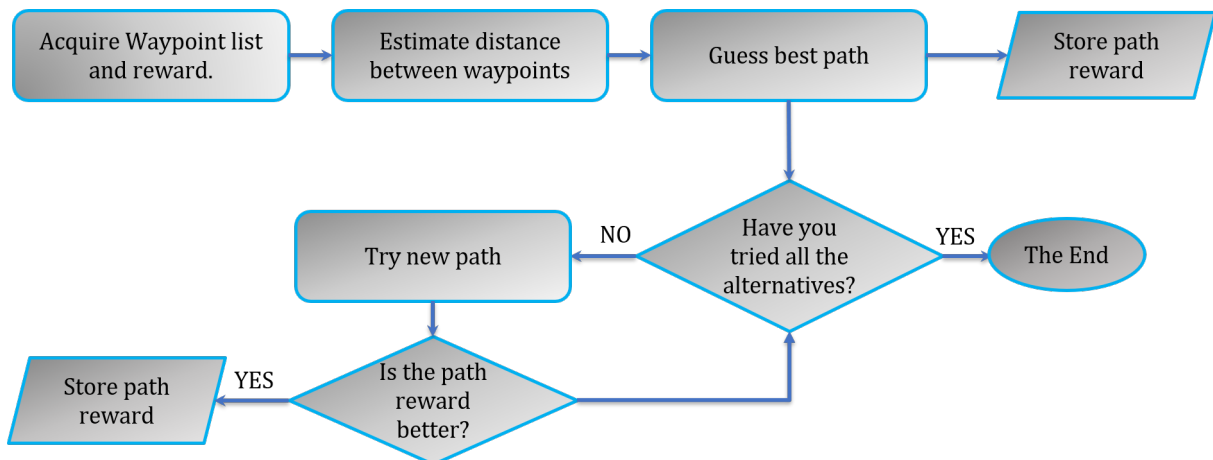 Acquire Waypoint list
and reward.
Estimate distance
between waypoints
Guess best path
Store path
reward
Have you
tried all the
alternatives?
NO
YES
Try new path
The End
Is the path
reward
better?
YES
Store path
reward